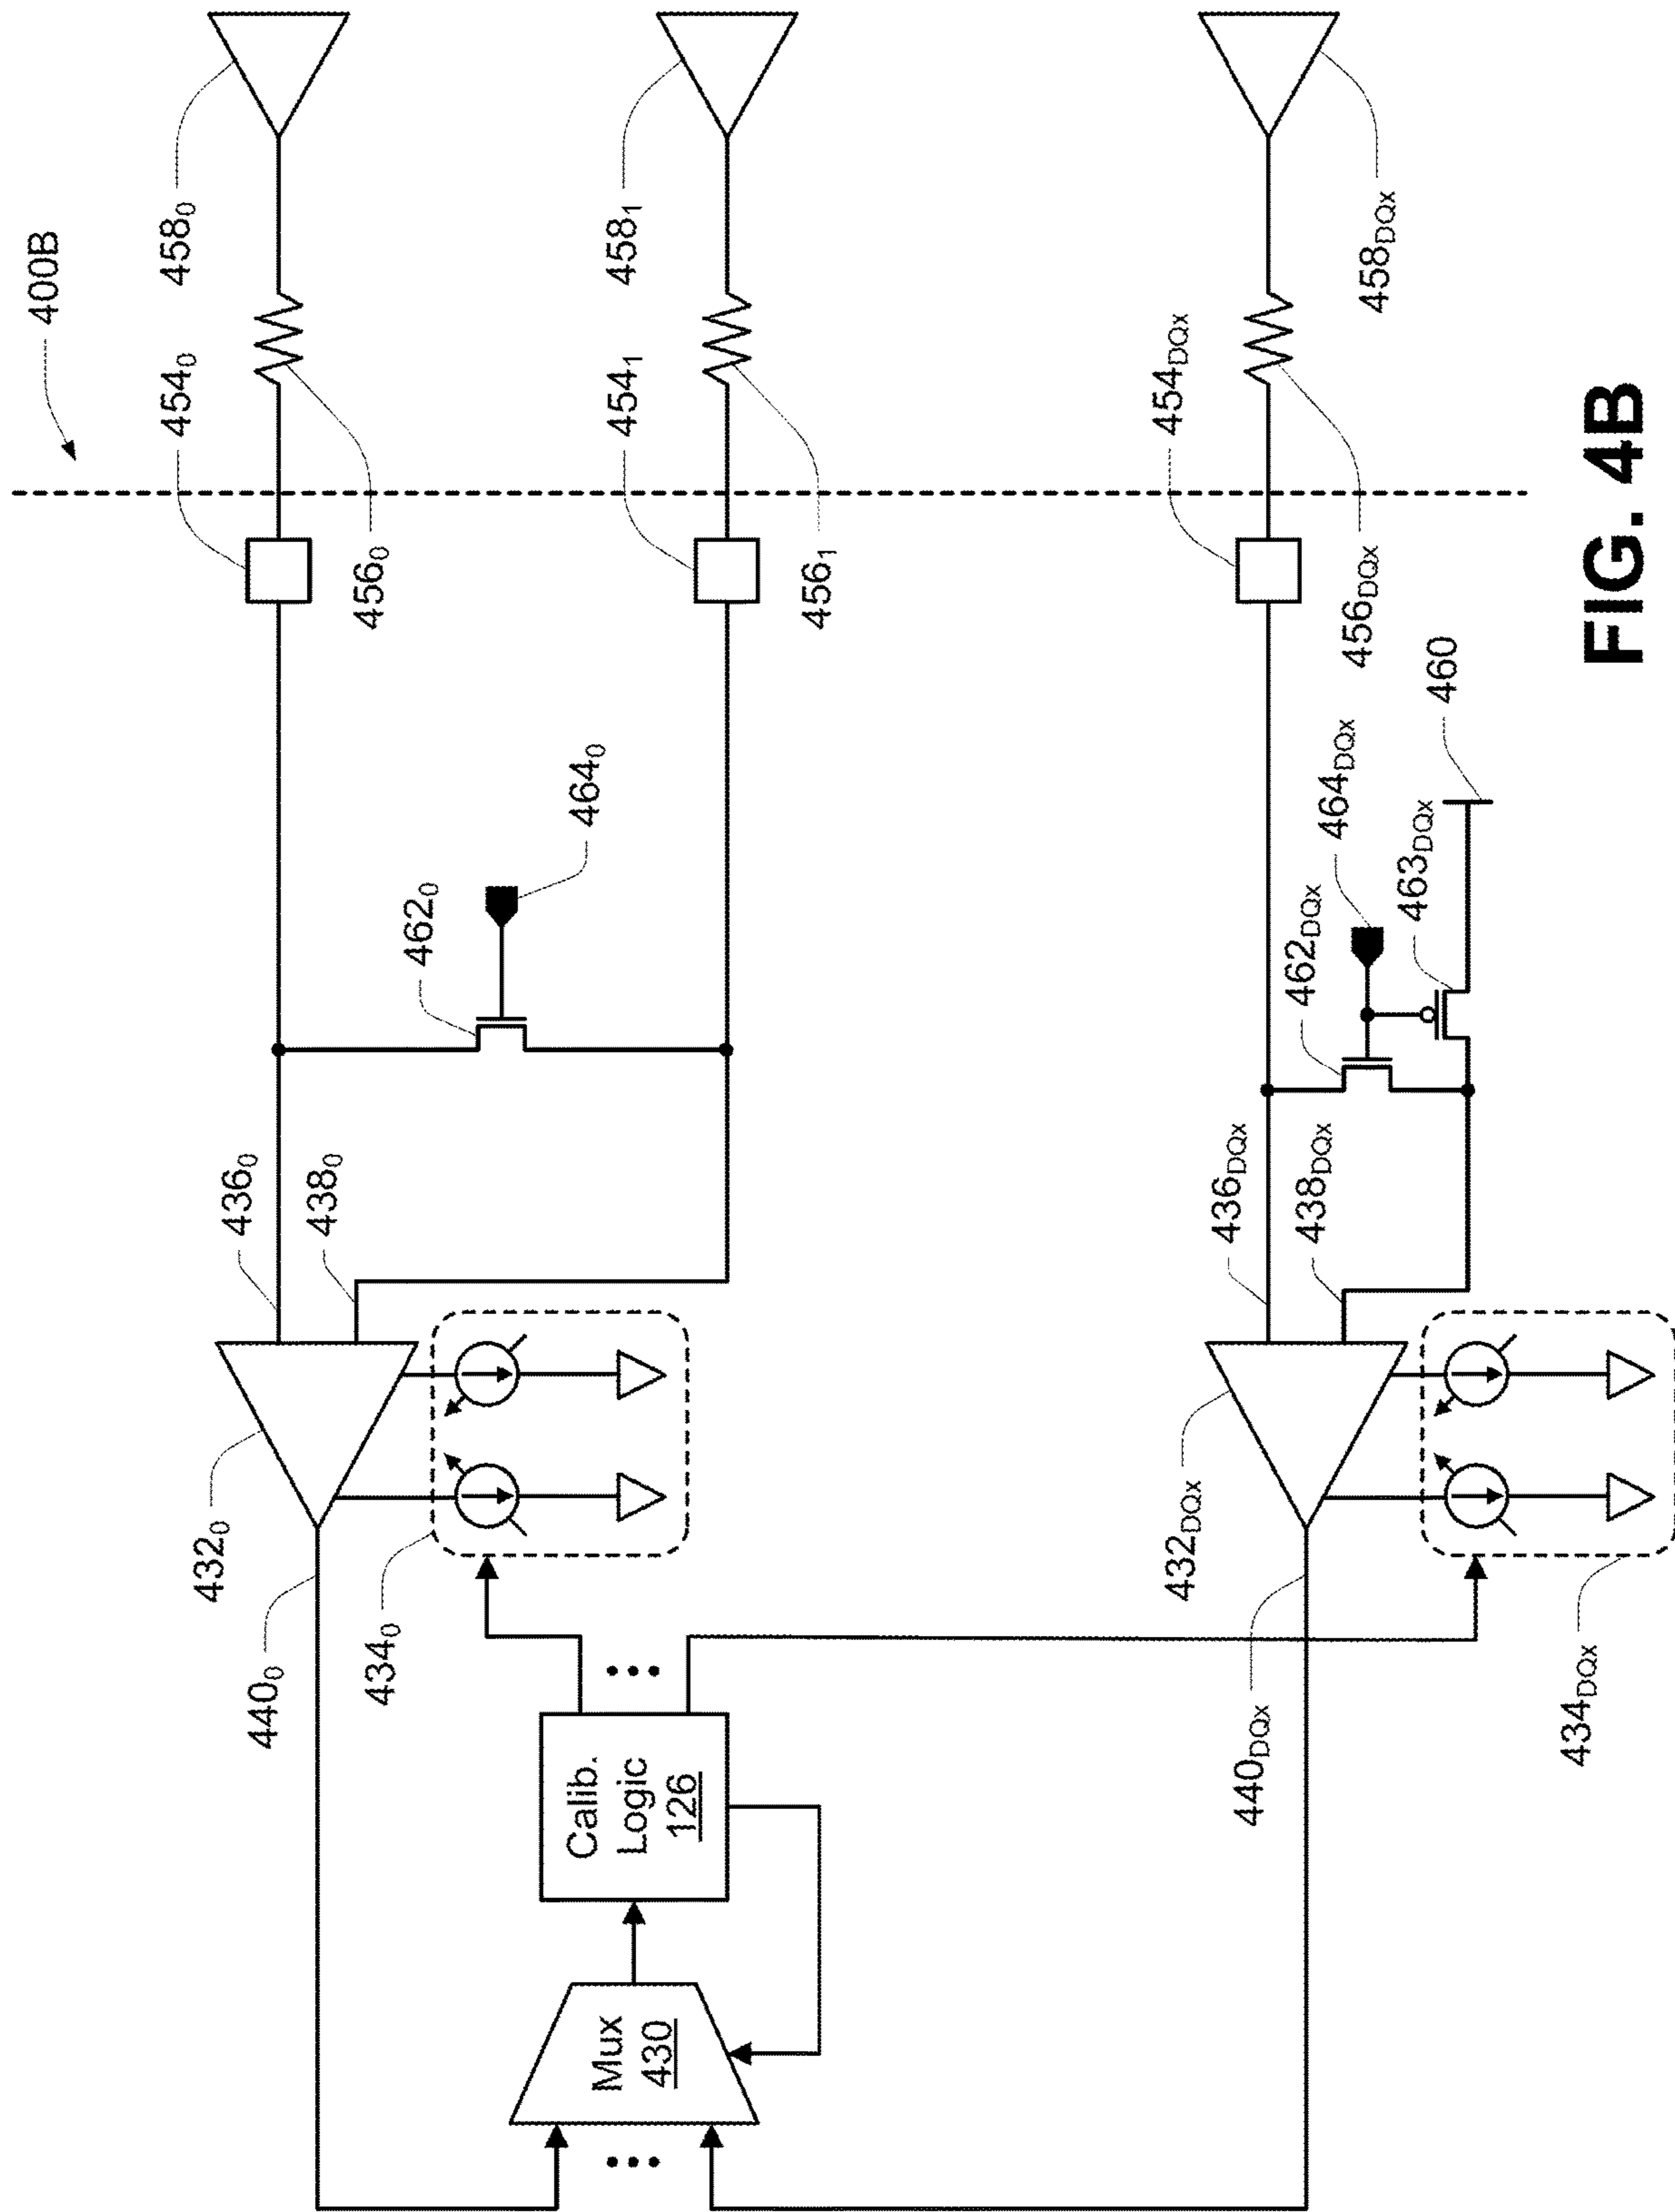 400B
458₀
454₀
456₀
458₁
454₁
456₁
464₀
462₀
436₀
438₀
432₀
434₀
440₀
Calib.
Logic
126
Mux
430
458DQx
454DQx
456DQx
460
464DQx
462DQx
463DQx
436DQx
438DQx
432DQx
434DQx
440DQx
FIG. 4B